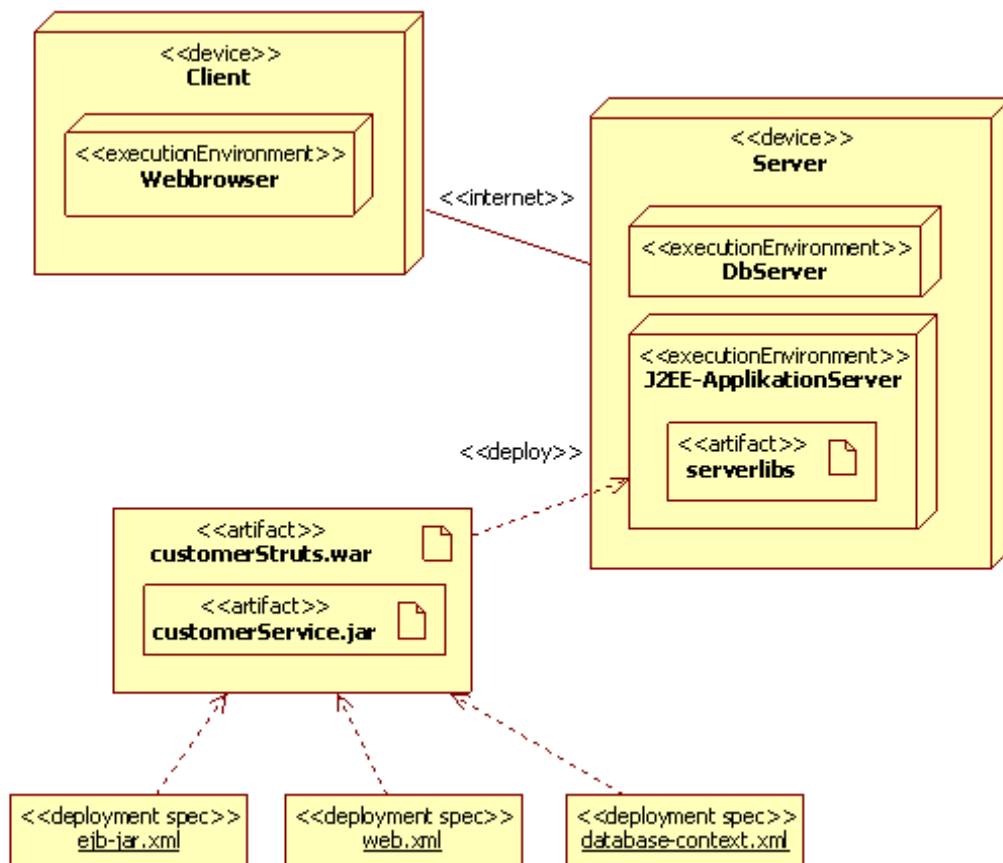 <<device>>
Client
<<executionEnvironment>>
Webbrowser
<<internet>>
<<device>>
Server
<<executionEnvironment>>
DbServer
<<executionEnvironment>>
J2EE-ApplikationServer
<<artifact>>
serverlibs
<<deploy>>
<<artifact>>
customerStruts.war
<<artifact>>
customerService.jar
<<deployment spec>>
ejb-jar.xml
<<deployment spec>>
web.xml
<<deployment spec>>
database-context.xml